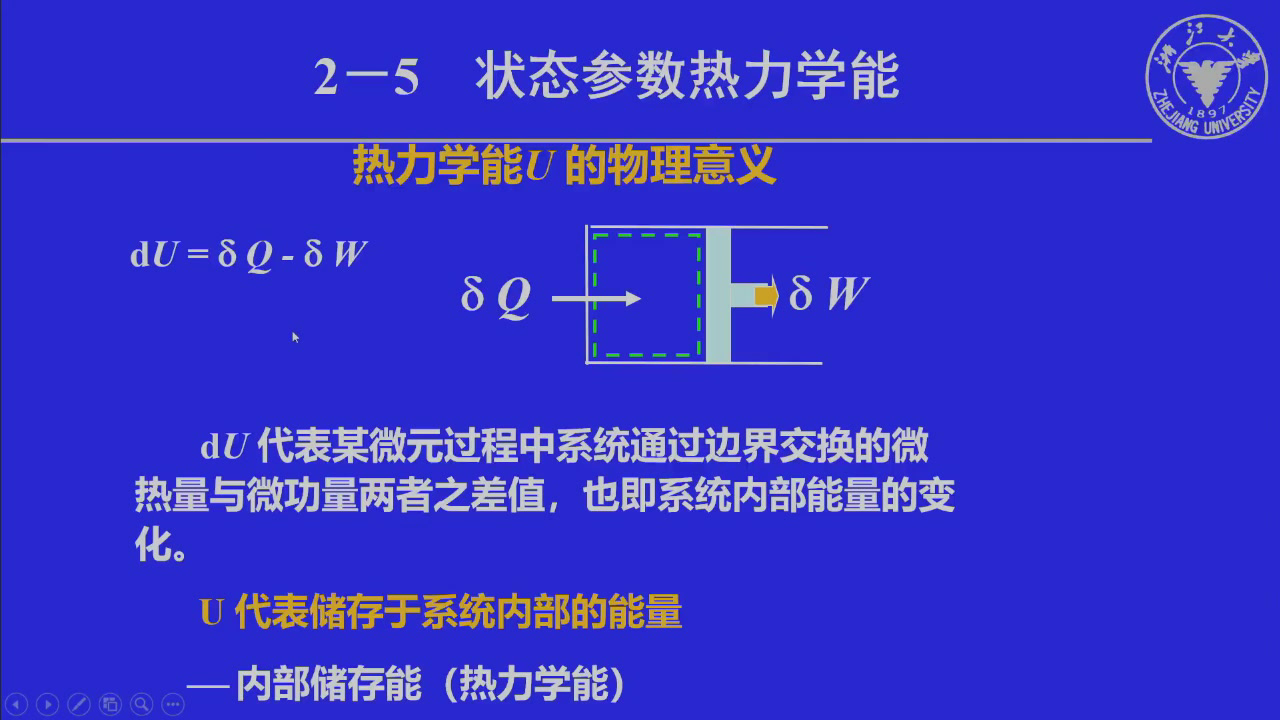 2－5 状态参数热力学能
浙江大学
ZHEJIANG UNIVERSITY
1897
热力学能U 的物理意义
dU = δ Q - δ W
δ Q
δ W
dU 代表某微元过程中系统通过边界交换的微
热量与微功量两者之差值，也即系统内部能量的变
化。
U 代表储存于系统内部的能量
— 内部储存能（热力学能）